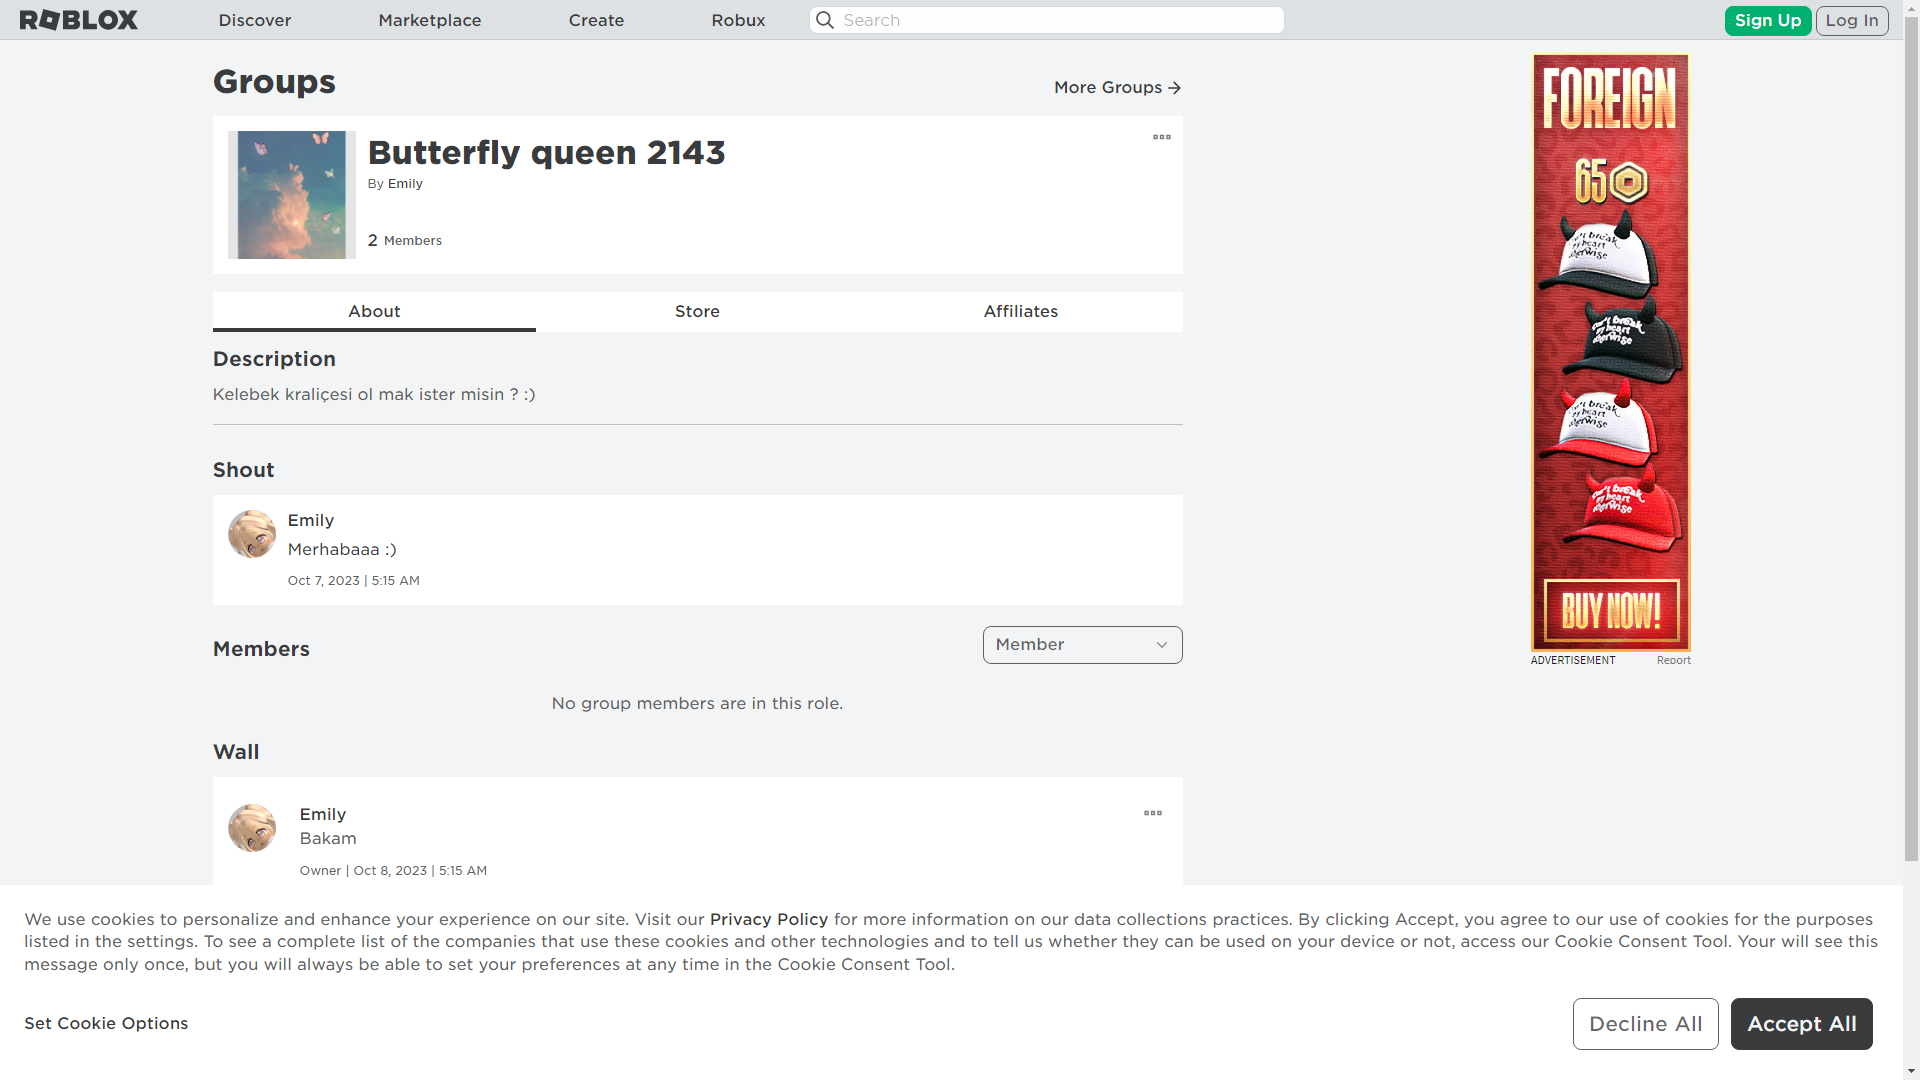 ROBLOX
Discover
Marketplace
Create
Robux
Search
Sign Up
Log In
Groups
More Groups
Butterfly queen 2143
By Emily
2 Members
About
Store
Affiliates
Description
Kelebek kraliçesi ol mak ister misin ? :)
Shout
Emily
Merhabaaa :)
Oct 7, 2023 | 5:15 AM
Members
Member
No group members are in this role.
Wall
Emily
Bakam
Owner | Oct 8, 2023 | 5:15 AM
FOREIGN
65
BUY NOW!
ADVERTISEMENT
Report
We use cookies to personalize and enhance your experience on our site. Visit our Privacy Policy for more information on our data collections practices. By clicking Accept, you agree to our use of cookies for the purposes
listed in the settings. To see a complete list of the companies that use these cookies and other technologies and to tell us whether they can be used on your device or not, access our Cookie Consent Tool. Your will see this
message only once, but you will always be able to set your preferences at any time in the Cookie Consent Tool.
Set Cookie Options
Decline All
Accept All